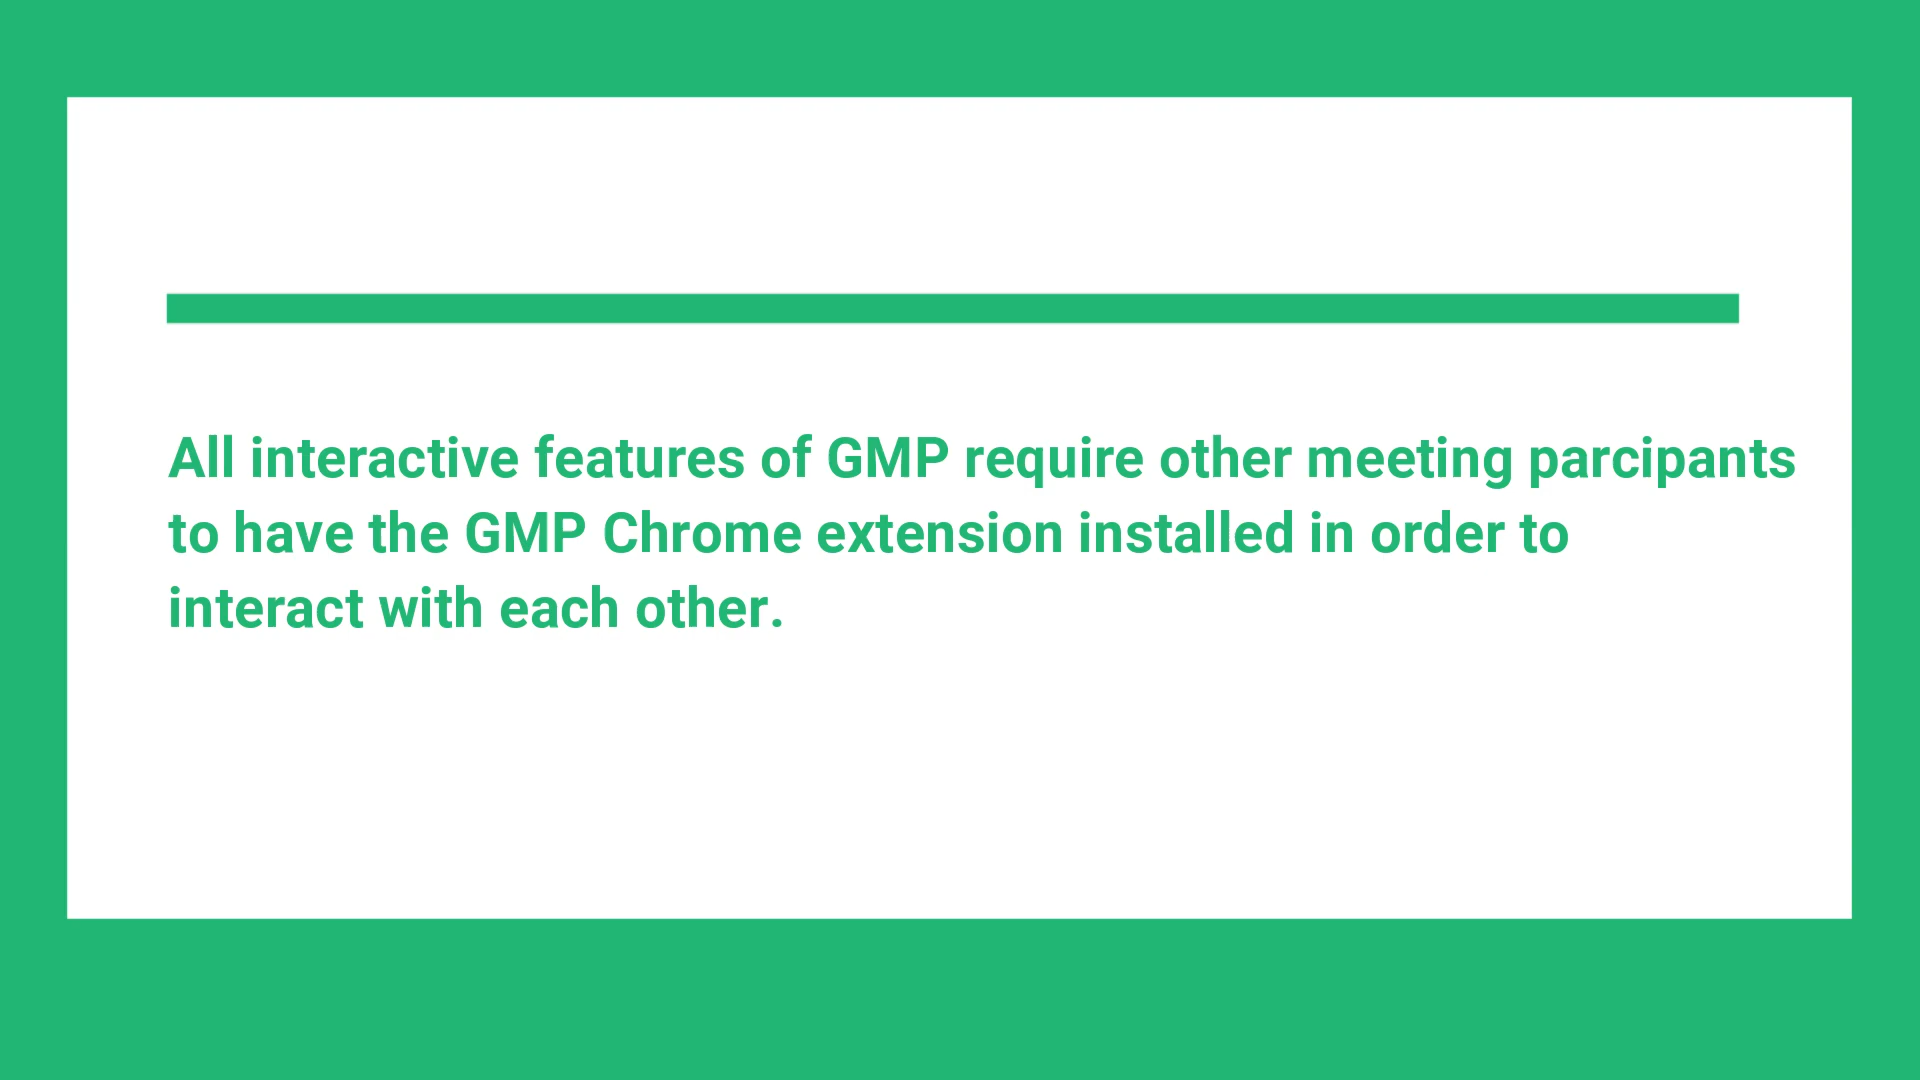 All interactive features of GMP require other meeting parcipants
to have the GMP Chrome extension installed in order to
interact with each other.